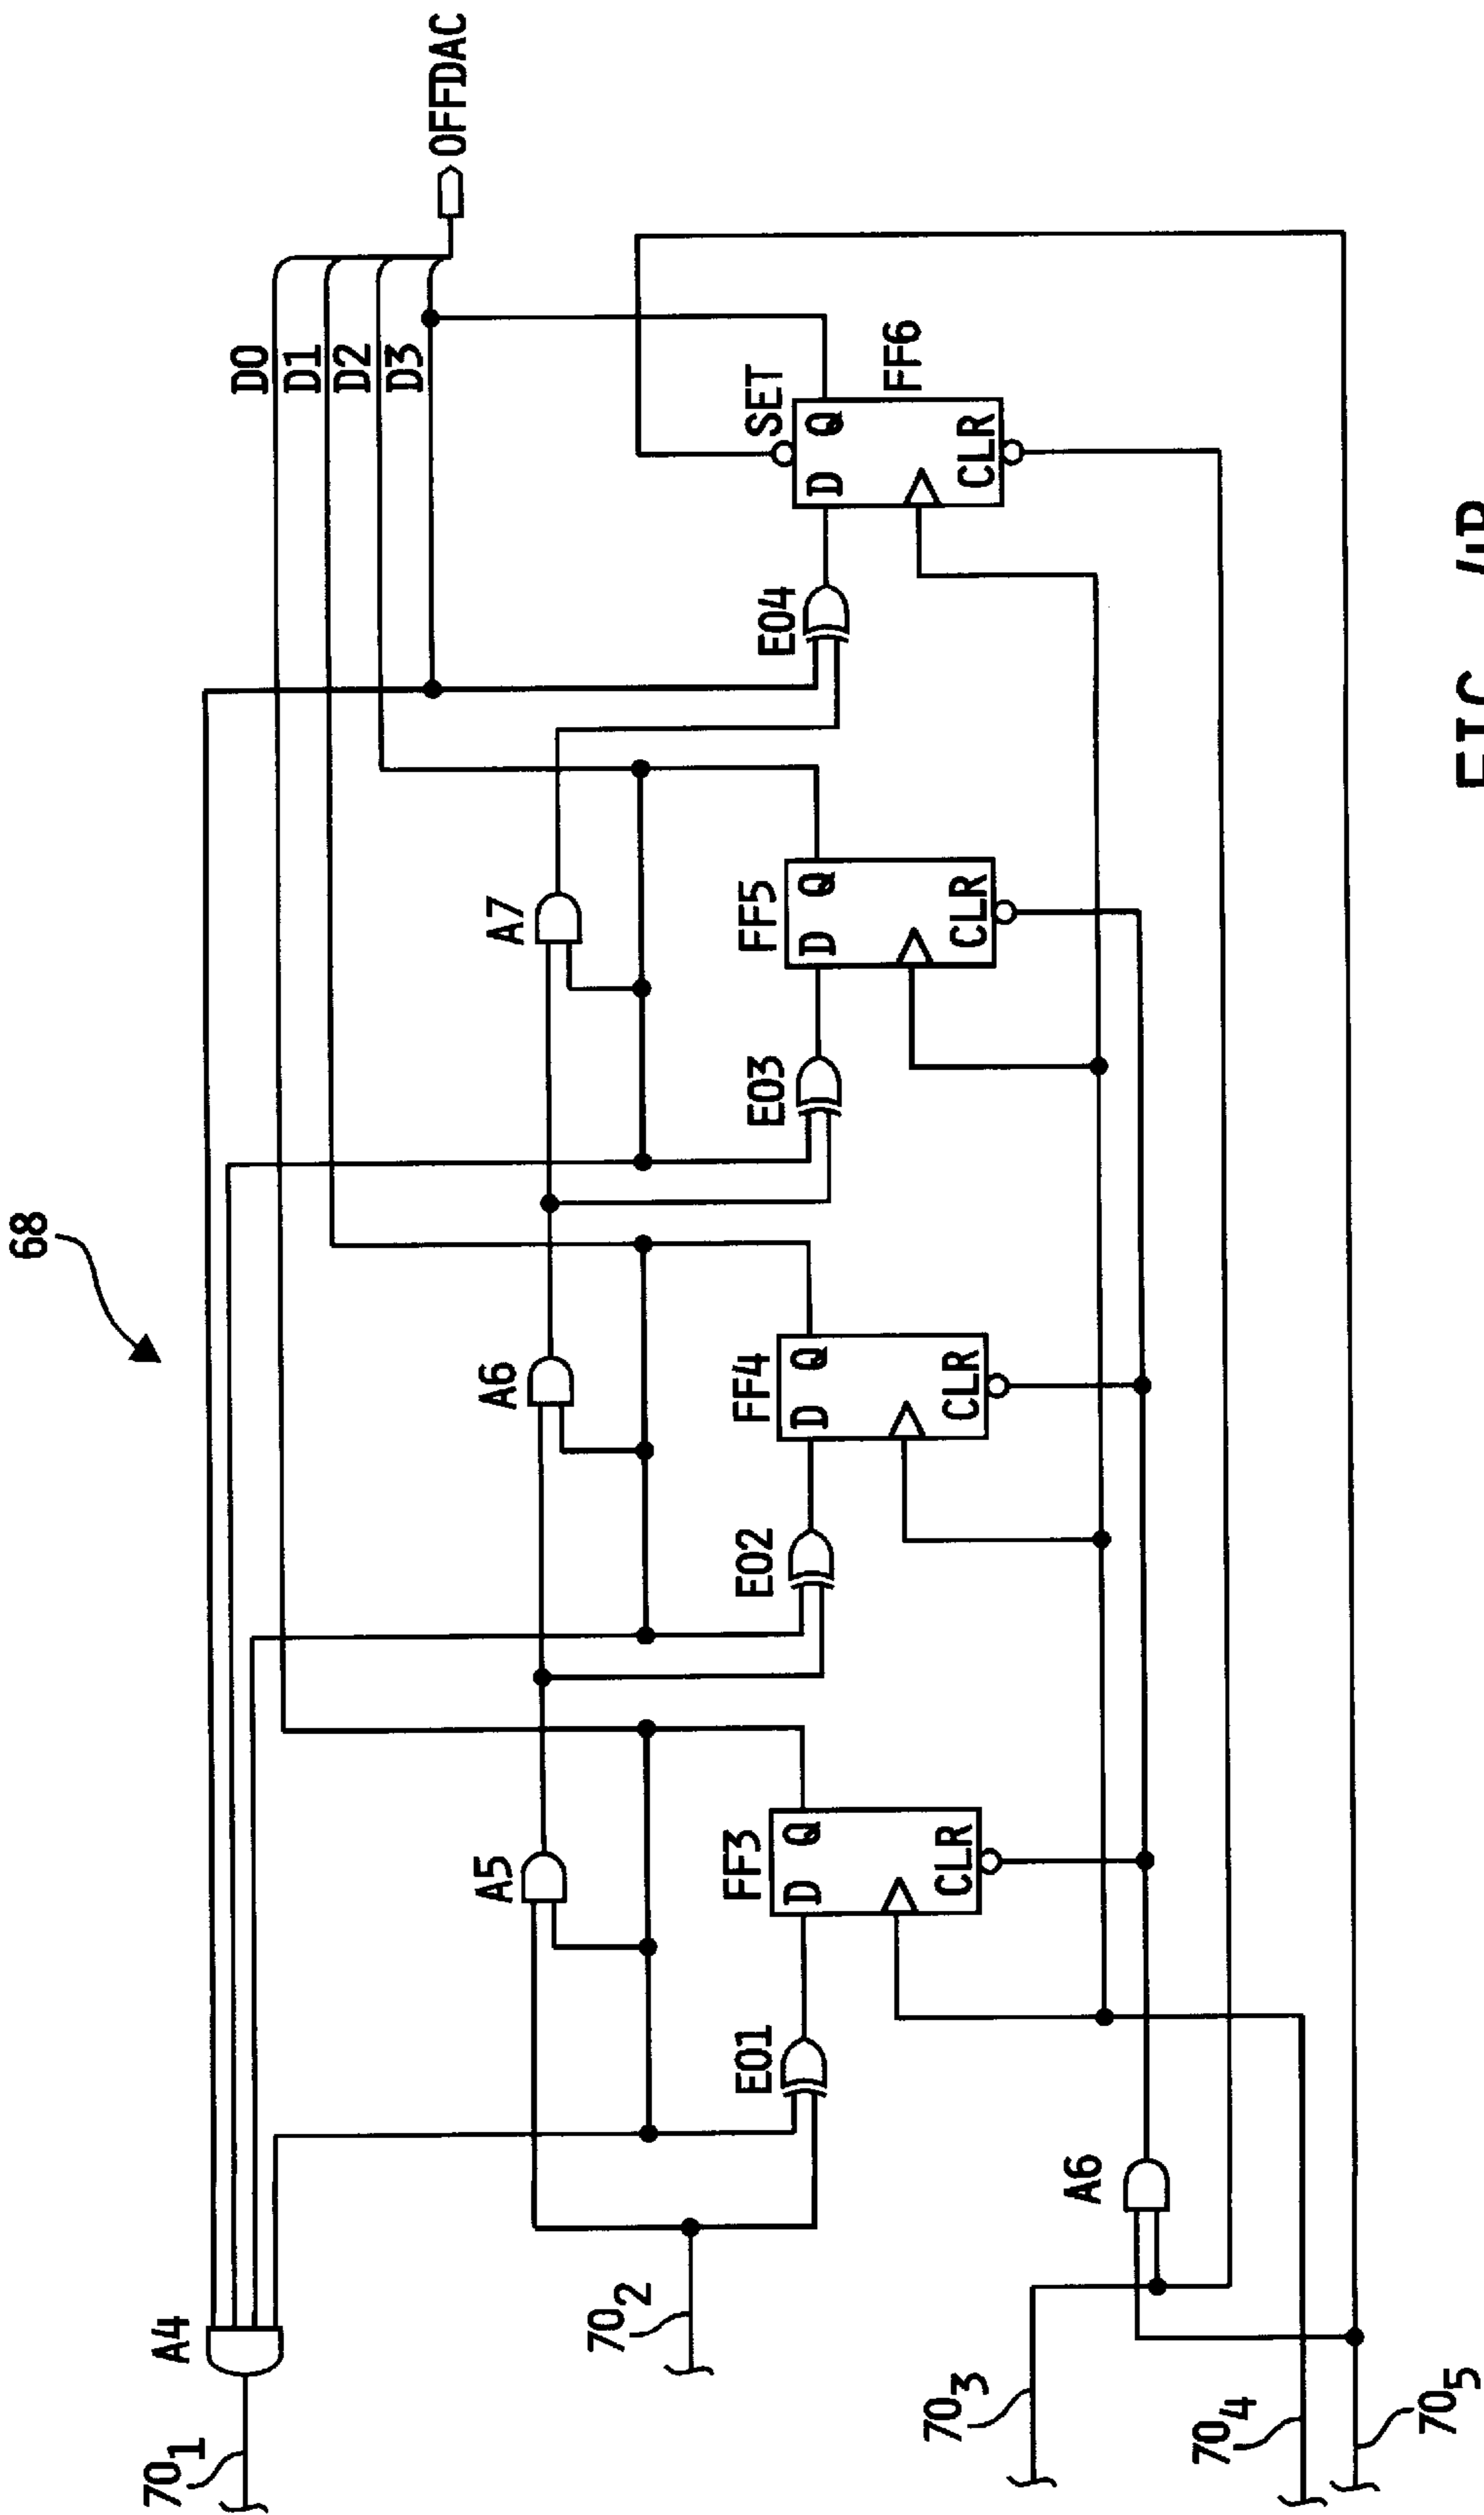 68
A4
70₁
D0
D1
D2
D3
OFFDAC
A5
A6
A7
70₂
E01
FF3
D Q
CLR
E02
FF4
D Q
CLR
E03
FF5
D Q
CLR
E04
SET
D Q
CLR
FF6
A6
70₃
70₄
70₅